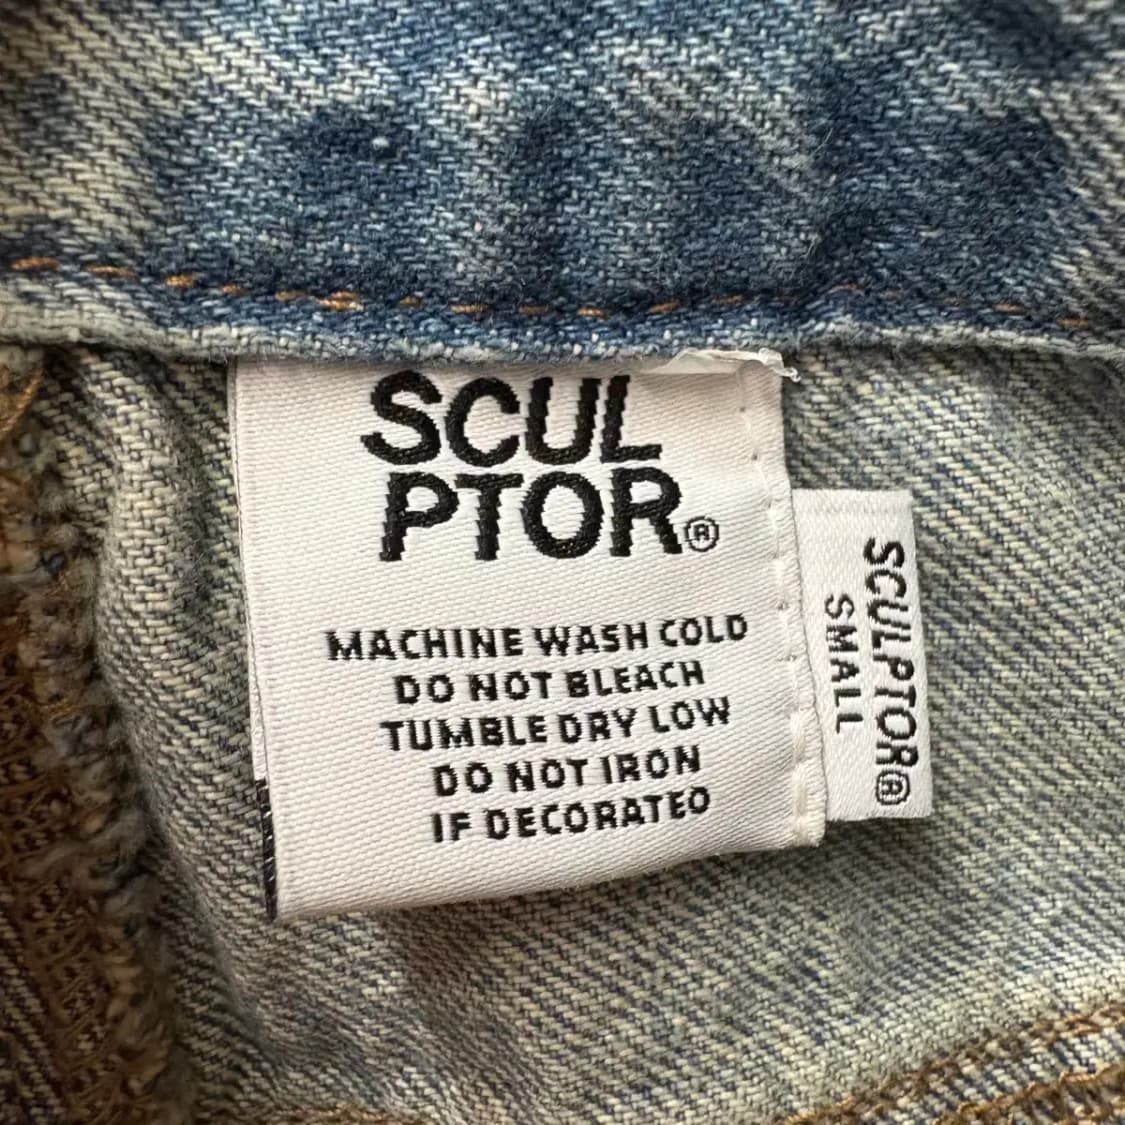 SCUL
PTOR®
MACHINE WASH COLD
DO NOT BLEACH
TUMBLE DRY LOW
DO NOT IRON
IF DECORATED
SCULPTOR®
SMALL